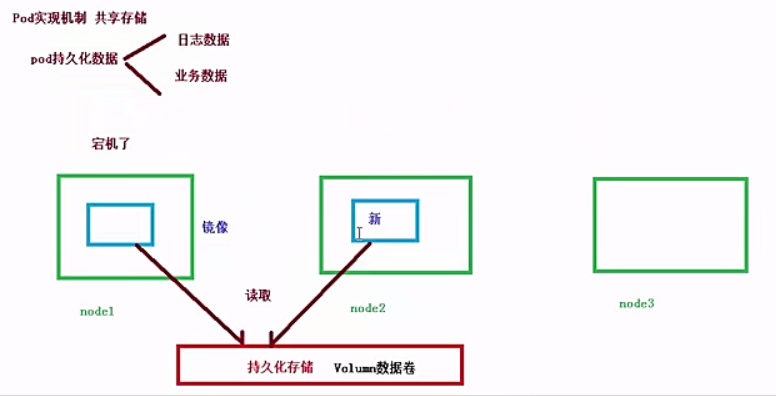 Pod实现机制 共享存储
日志数据
pod持久化数据
业务数据
宕机了
新
镜像
读取
node1
node2
node3
持久化存储 Volumn数据卷